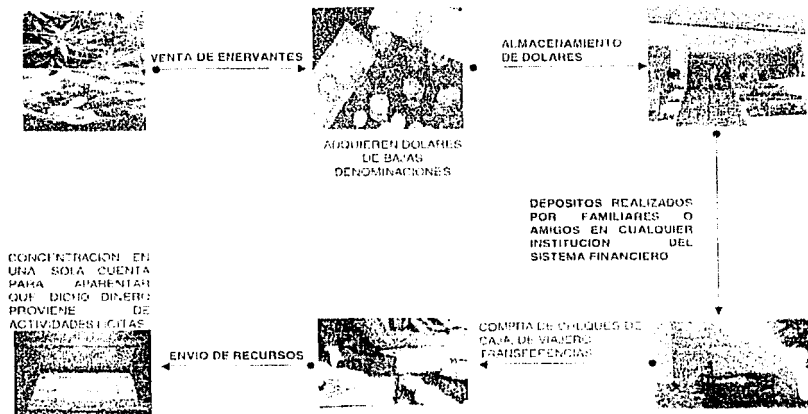 VENTA DE ENERVANTES
ADQUIEREN DOLARES
DE BAJAS
DENOMINACIONES
ALMACENAMIENTO
DE DOLARES
DEPOSITOS REALIZADOS
POR FAMILIARES O
AMIGOS EN CUALQUIER
INSTITUCION DEL
SISTEMA FINANCIERO
COMPRA DE CHEQUES DE
CAJA, DE VIAJERO
TRANSFERENCIAS
ENVIO DE RECURSOS
CONCENTRACION EN
UNA SOLA CUENTA
PARA APARENTAR
QUE DICHO DINERO
PROVIENE DE
ACTIVIDADES LICITAS